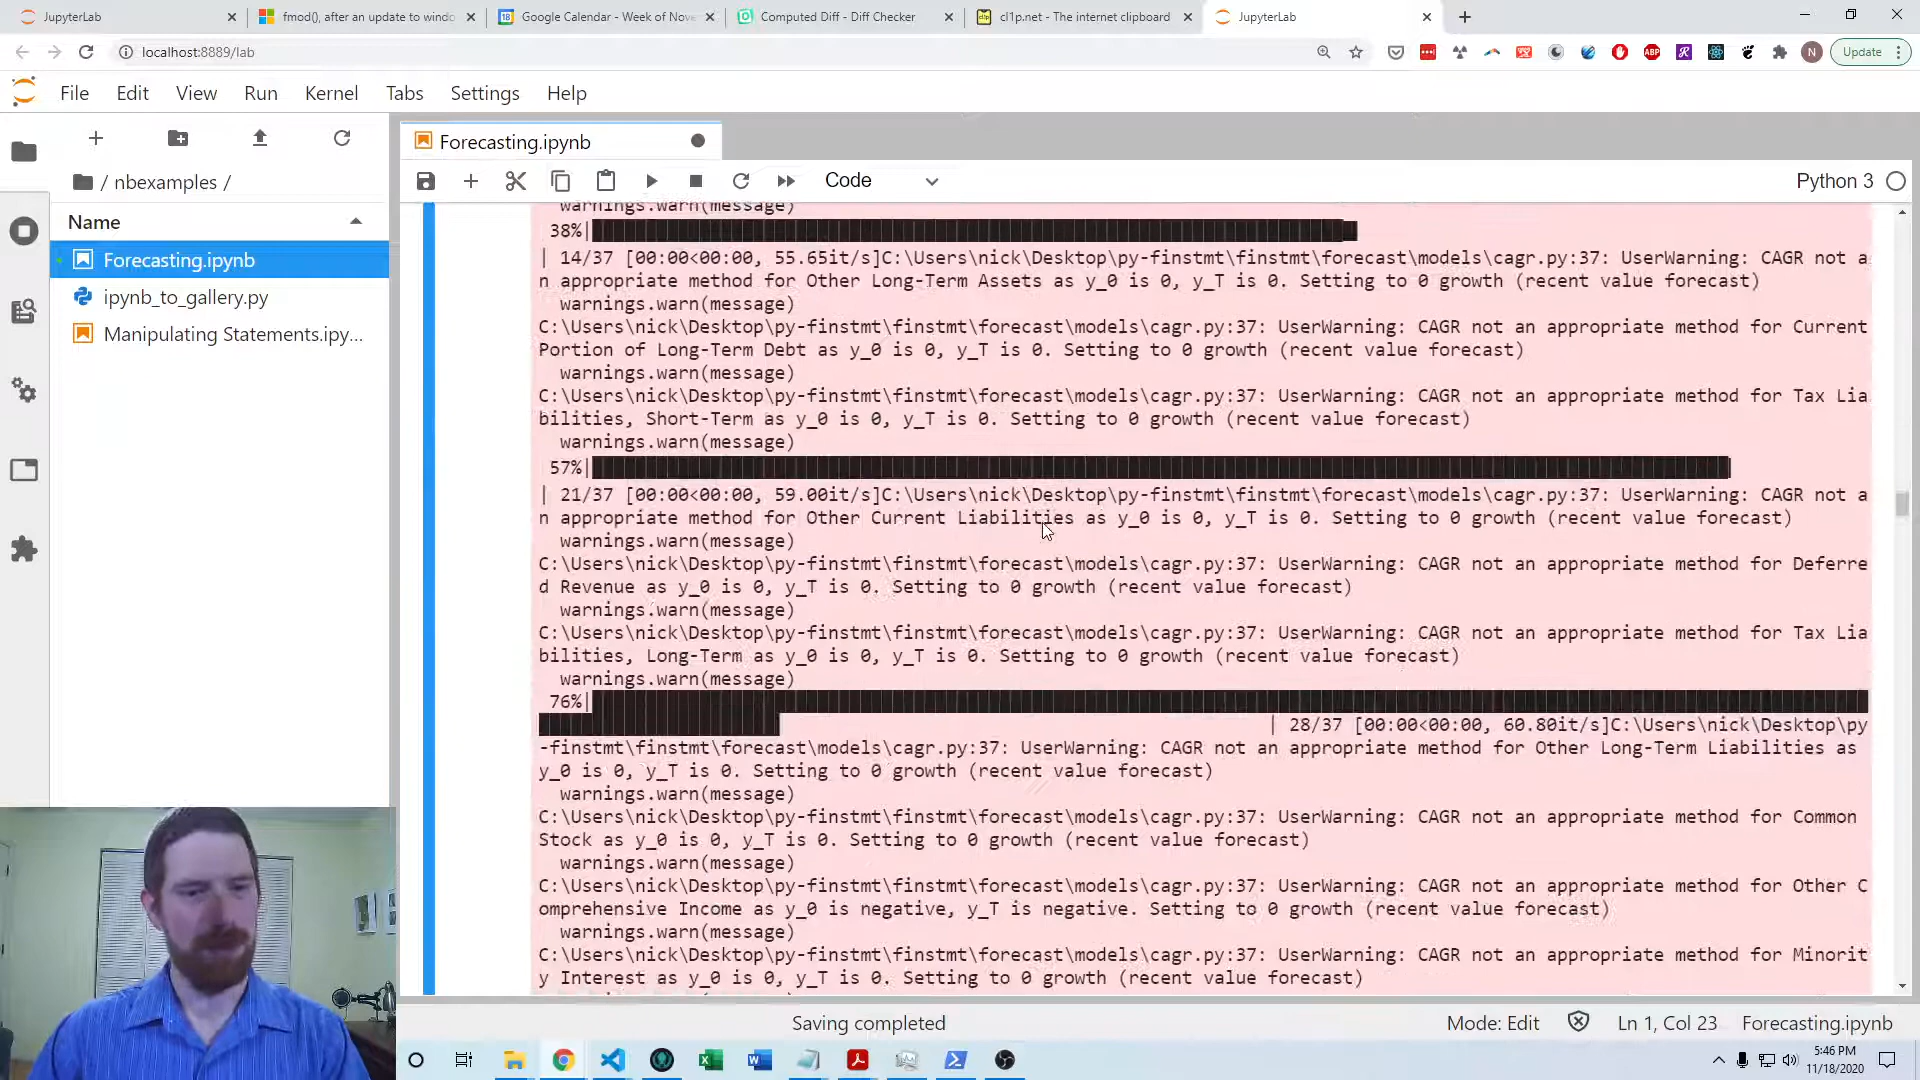 JupyterLab
fmod(), after an update to windo
Google Calendar - Week of Nov
Computed Diff - Diff Checker
cl1p.net - The internet clipboard
JupyterLab
localhost:8889/lab
ABP
N
Update
File Edit View Run Kernel Tabs Settings Help
Forecasting.ipynb
/ nbexamples /
Code
Python 3
Name
Forecasting.ipynb
ipynb_to_gallery.py
Manipulating Statements.ipy...
warnings.warn(message)
38%|
| 14/37 [00:00<00:00, 55.65it/s]C:\Users\nick\Desktop\py-finstmt\finstmt\forecast\models\cagr.py:37: UserWarning: CAGR not a
n appropriate method for Other Long-Term Assets as y_0 is 0, y_T is 0. Setting to 0 growth (recent value forecast)
warnings.warn(message)
C:\Users\nick\Desktop\py-finstmt\finstmt\forecast\models\cagr.py:37: UserWarning: CAGR not an appropriate method for Current
Portion of Long-Term Debt as y_0 is 0, y_T is 0. Setting to 0 growth (recent value forecast)
warnings.warn(message)
C:\Users\nick\Desktop\py-finstmt\finstmt\forecast\models\cagr.py:37: UserWarning: CAGR not an appropriate method for Tax Lia
bilities, Short-Term as y_0 is 0, y_T is 0. Setting to 0 growth (recent value forecast)
warnings.warn(message)
57%|
| 21/37 [00:00<00:00, 59.00it/s]C:\Users\nick\Desktop\py-finstmt\finstmt\forecast\models\cagr.py:37: UserWarning: CAGR not a
n appropriate method for Other Current Liabilities as y_0 is 0, y_T is 0. Setting to 0 growth (recent value forecast)
warnings.warn(message)
C:\Users\nick\Desktop\py-finstmt\finstmt\forecast\models\cagr.py:37: UserWarning: CAGR not an appropriate method for Deferre
d Revenue as y_0 is 0, y_T is 0. Setting to 0 growth (recent value forecast)
warnings.warn(message)
C:\Users\nick\Desktop\py-finstmt\finstmt\forecast\models\cagr.py:37: UserWarning: CAGR not an appropriate method for Tax Lia
bilities, Long-Term as y_0 is 0, y_T is 0. Setting to 0 growth (recent value forecast)
warnings.warn(message)
76%|
| 28/37 [00:00<00:00, 60.80it/s]C:\Users\nick\Desktop\py
-finstmt\finstmt\forecast\models\cagr.py:37: UserWarning: CAGR not an appropriate method for Other Long-Term Liabilities as
y_0 is 0, y_T is 0. Setting to 0 growth (recent value forecast)
warnings.warn(message)
C:\Users\nick\Desktop\py-finstmt\finstmt\forecast\models\cagr.py:37: UserWarning: CAGR not an appropriate method for Common
Stock as y_0 is 0, y_T is 0. Setting to 0 growth (recent value forecast)
warnings.warn(message)
C:\Users\nick\Desktop\py-finstmt\finstmt\forecast\models\cagr.py:37: UserWarning: CAGR not an appropriate method for Other C
omprehensive Income as y_0 is negative, y_T is negative. Setting to 0 growth (recent value forecast)
warnings.warn(message)
C:\Users\nick\Desktop\py-finstmt\finstmt\forecast\models\cagr.py:37: UserWarning: CAGR not an appropriate method for Minorit
y Interest as y_0 is 0, y_T is 0. Setting to 0 growth (recent value forecast)
Saving completed
Mode: Edit
Ln 1, Col 23
Forecasting.ipynb
5:46 PM
11/18/2020